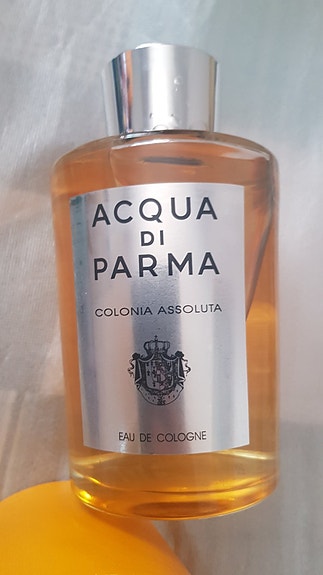 ACQUA
DI
PARMA
COLONIA ASSOLUTA
EAU DE COLOGNE